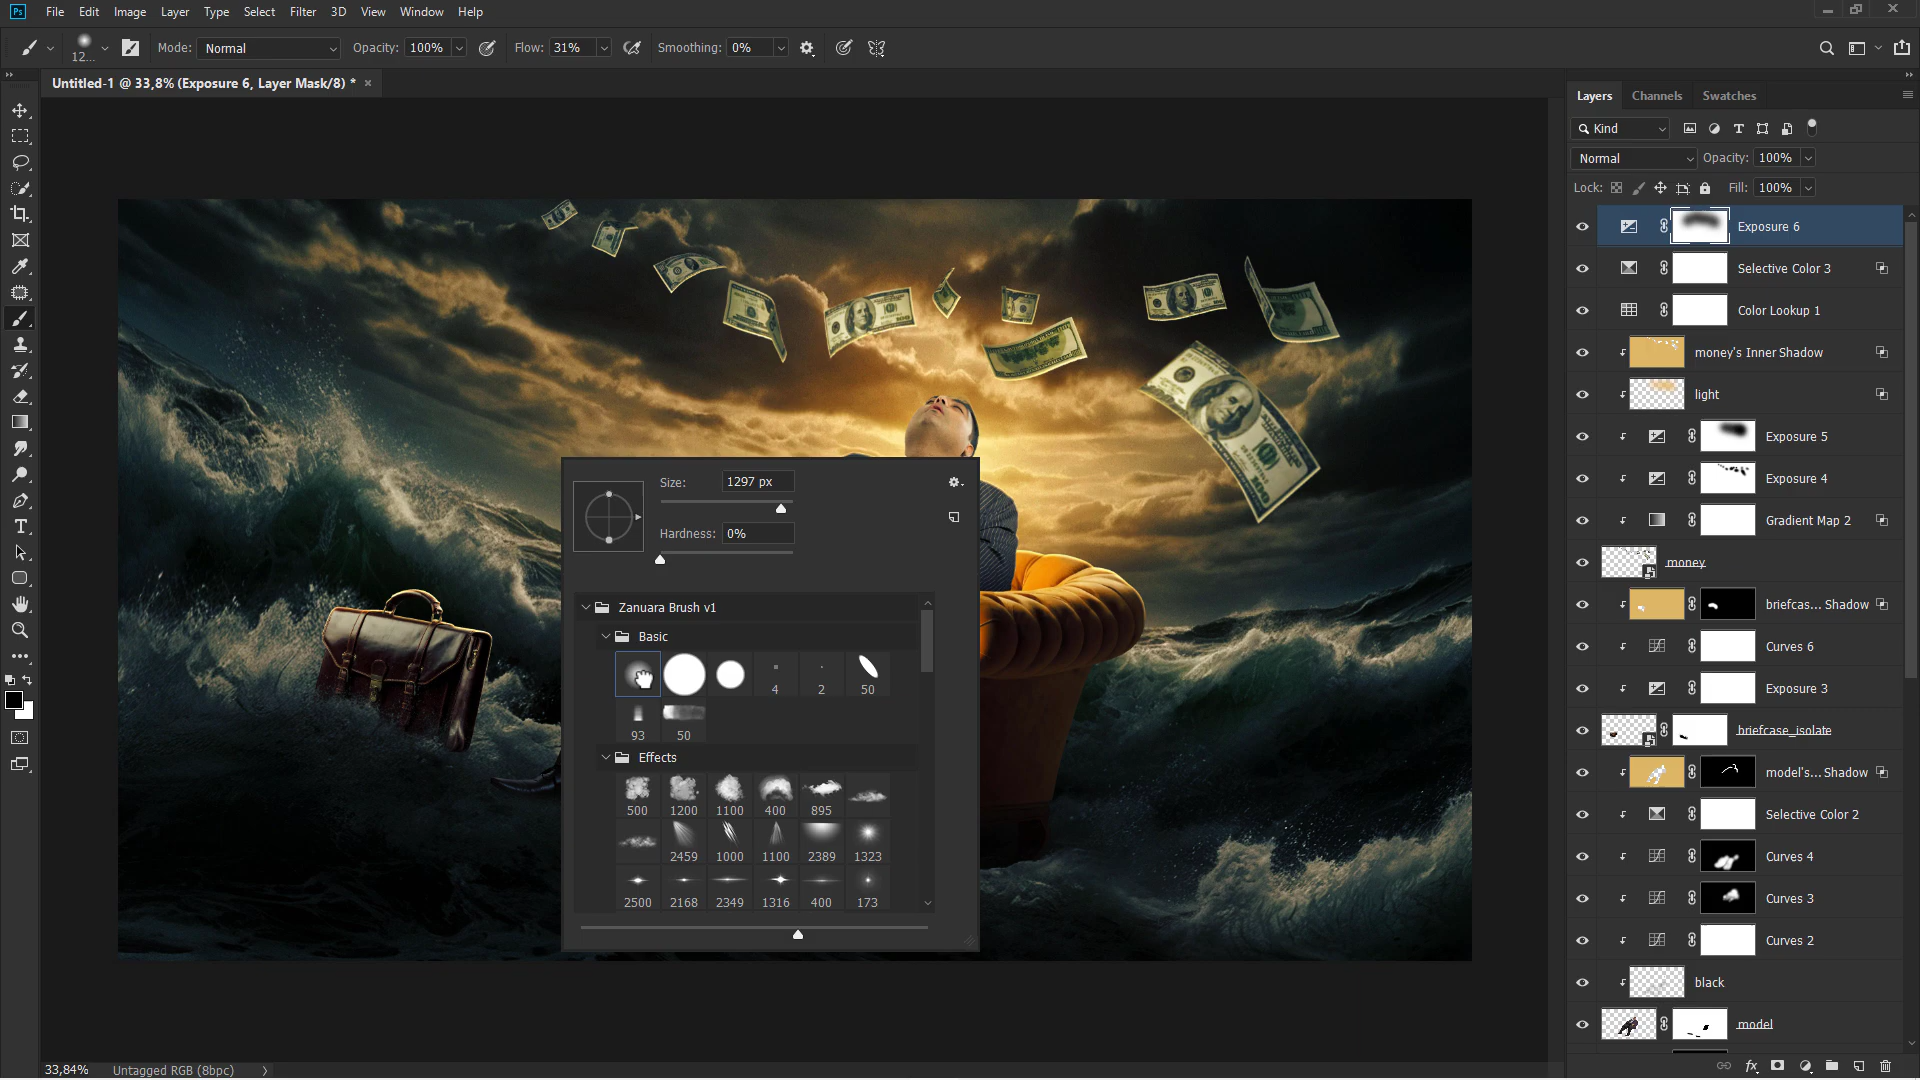 Ps File Edit Image Layer Type Select Filter 3D View Window Help
12... Mode: Normal Opacity: 100% Flow: 31% Smoothing: 0%
Untitled-1 @ 33,8% (Exposure 6, Layer Mask/8) * ×
Layers Channels Swatches
Kind
Normal Opacity: 100%
Lock: Fill: 100%
Exposure 6
Selective Color 3
Color Lookup 1
money's Inner Shadow
light
Exposure 5
Exposure 4
Gradient Map 2
money
briefcas... Shadow
Curves 6
Exposure 3
briefcase_isolate
model's... Shadow
Selective Color 2
Curves 4
Curves 3
Curves 2
black
model
Size: 1297 px
Hardness: 0%
Zanuara Brush v1
Basic
4 2 50
93 50
Effects
500 1200 1100 400 895
2459 1000 1100 2389 1323
2500 2168 2349 1316 400 173
100
100
33,84% Untagged RGB (8bpc)